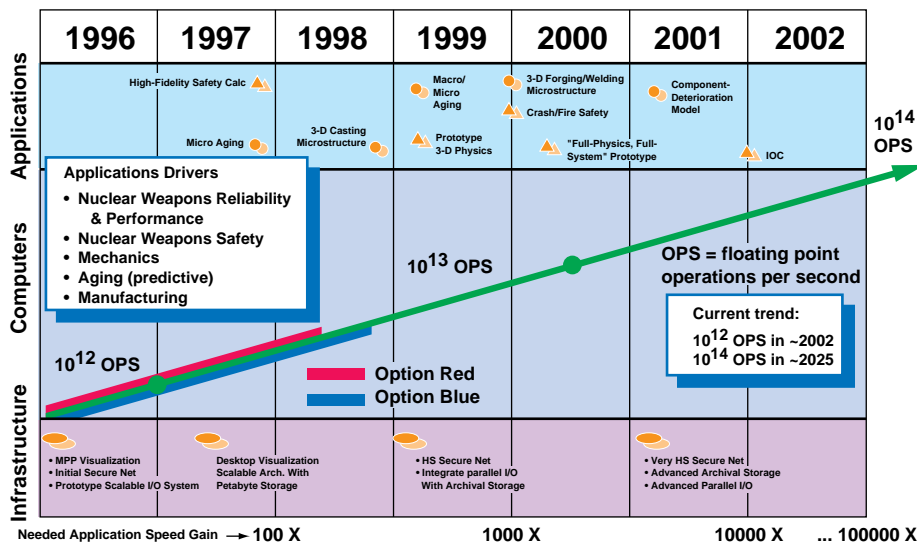 1996 1997 1998 1999 2000 2001 2002
Applications
High-Fidelity Safety Calc
Micro Aging
3-D Casting
Microstructure
Macro/
Micro
Aging
Prototype
3-D Physics
3-D Forging/Welding
Microstructure
Crash/Fire Safety
"Full-Physics, Full-
System" Prototype
Component-
Deterioration
Model
IOC
10^14
OPS
Computers
Applications Drivers
• Nuclear Weapons Reliability
& Performance
• Nuclear Weapons Safety
• Mechanics
• Aging (predictive)
• Manufacturing
10^12 OPS
10^13 OPS
OPS = floating point
operations per second
Current trend:
10^12 OPS in ~2002
10^14 OPS in ~2025
Option Red
Option Blue
Infrastructure
• MPP Visualization
• Initial Secure Net
• Prototype Scalable I/O System
Desktop Visualization
Scalable Arch. With
Petabyte Storage
• HS Secure Net
• Integrate parallel I/O
With Archival Storage
• Very HS Secure Net
• Advanced Archival Storage
• Advanced Parallel I/O
Needed Application Speed Gain → 100 X 1000 X 10000 X ... 100000 X